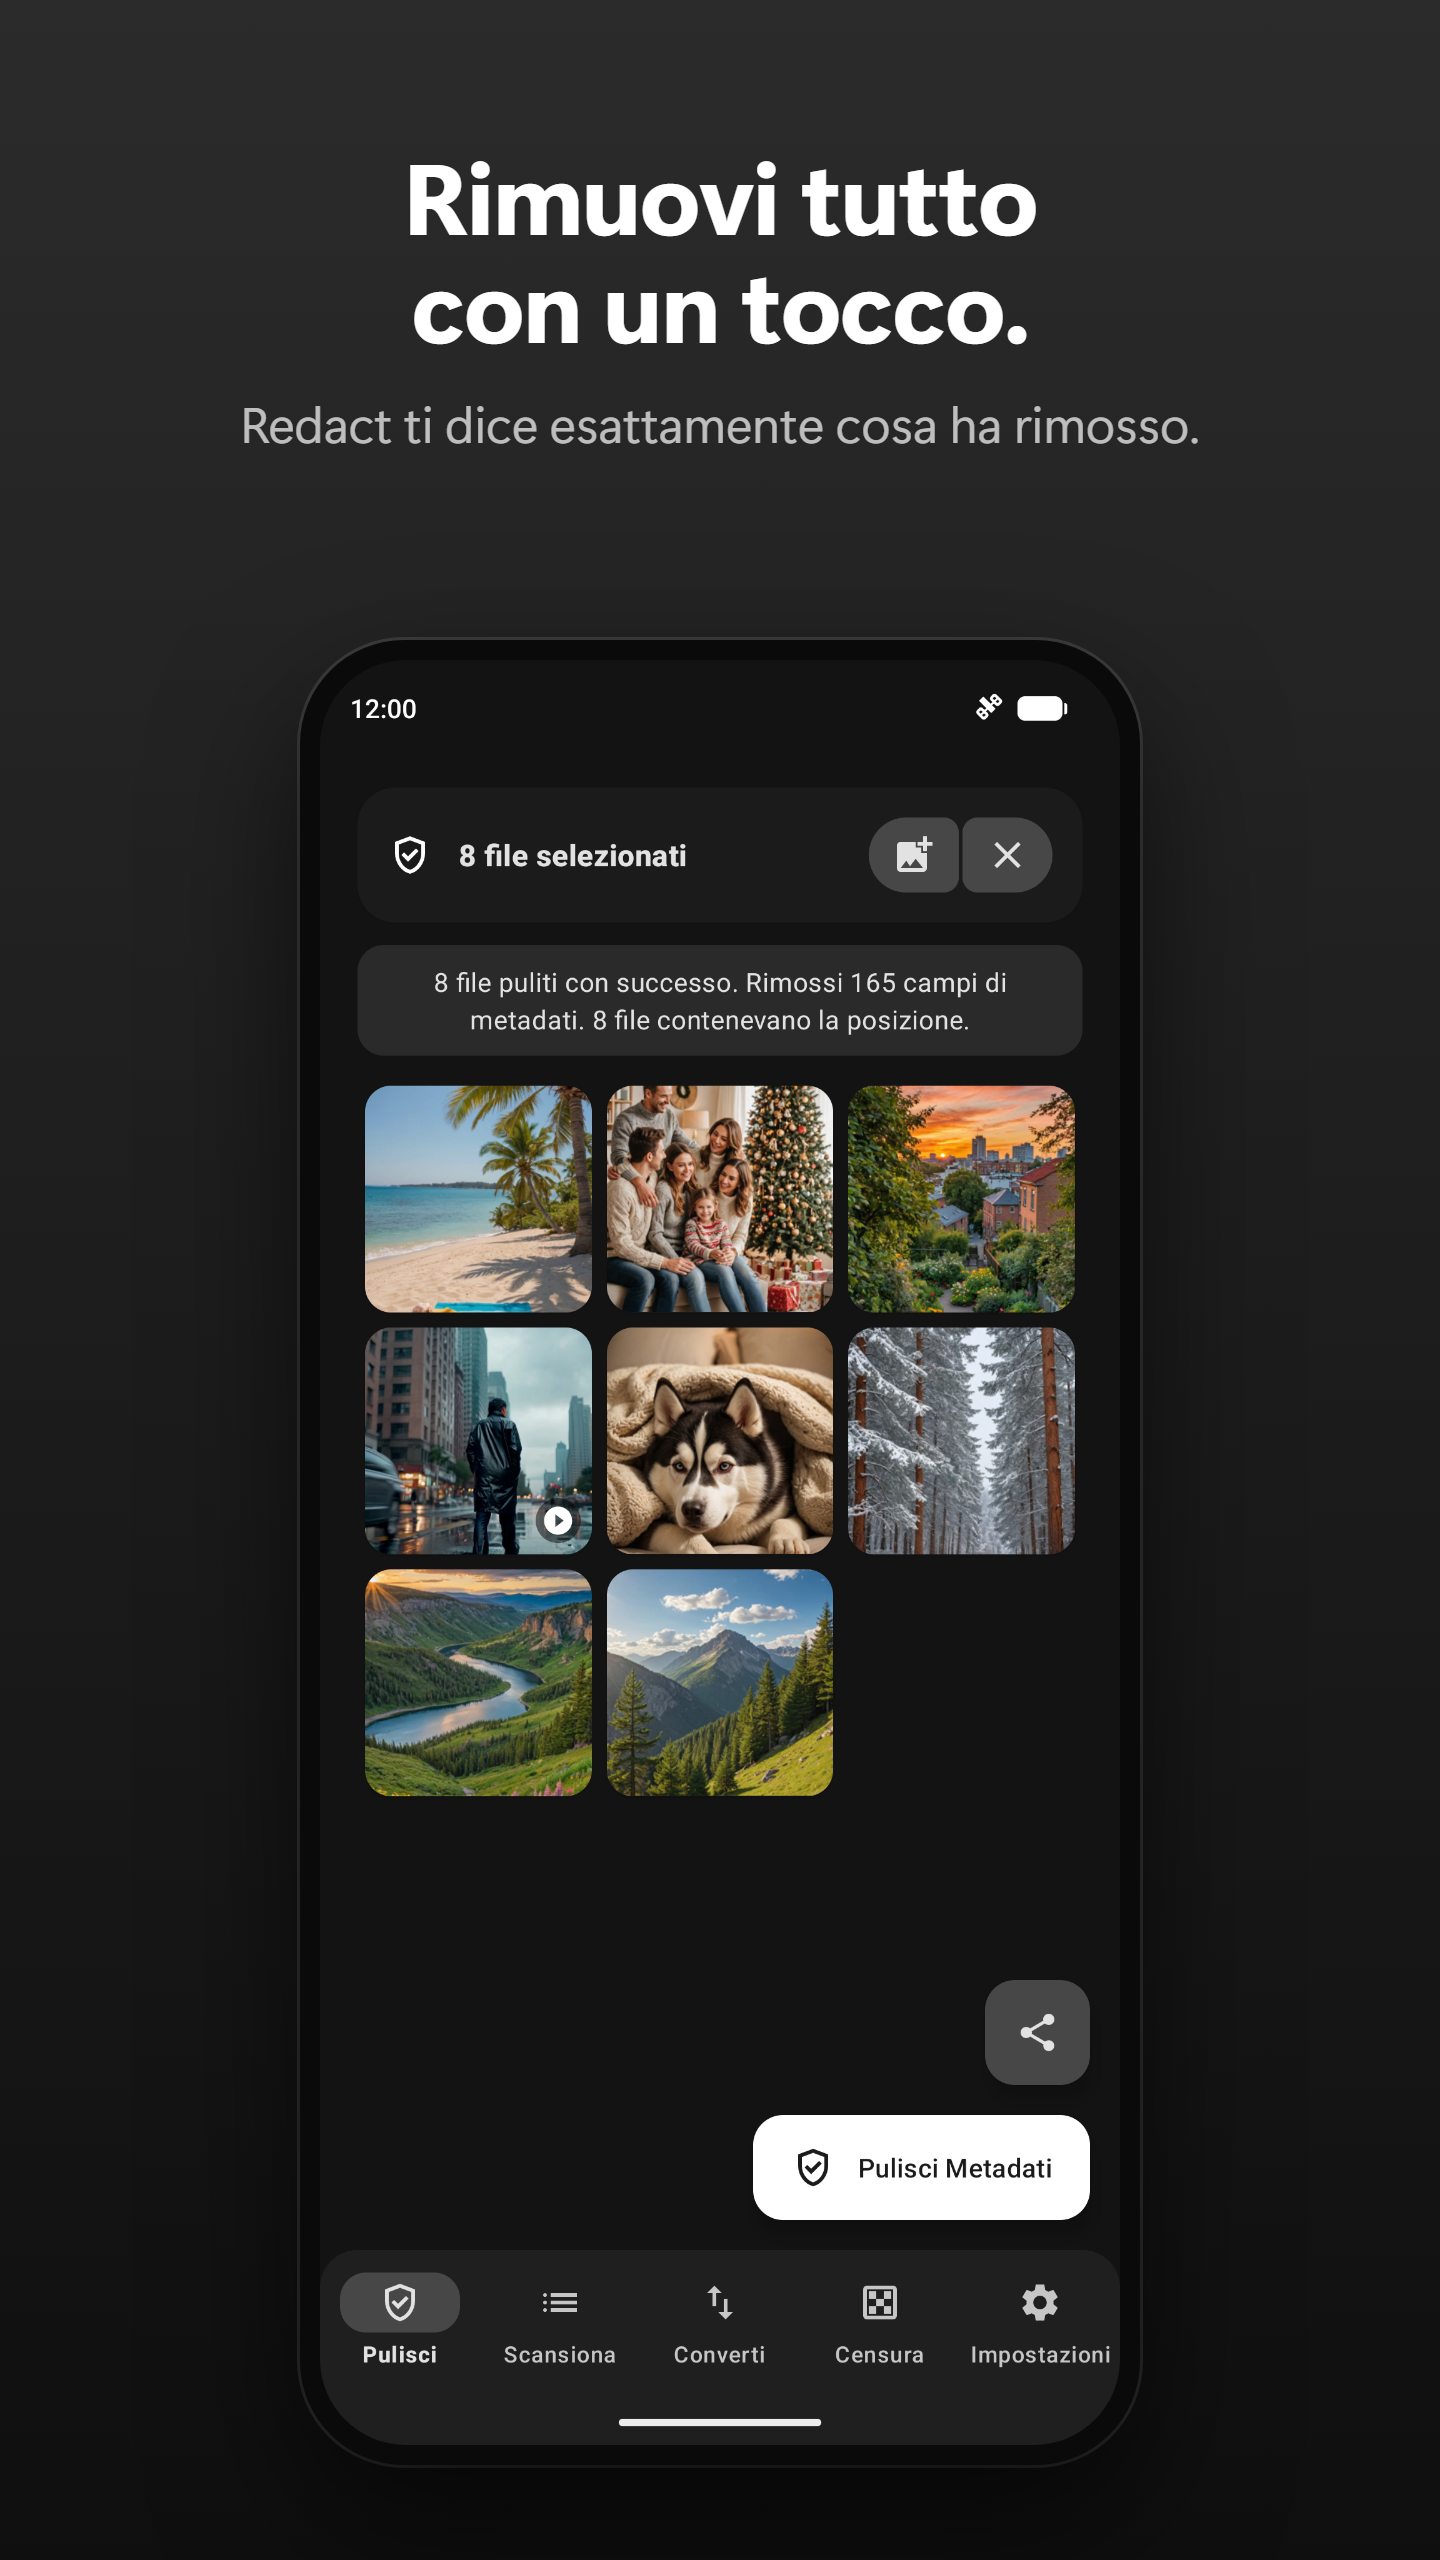 Rimuovi tutto
con un tocco.
Redact ti dice esattamente cosa ha rimosso.
12:00
8 file selezionati
8 file puliti con successo. Rimossi 165 campi di
metadati. 8 file contenevano la posizione.
Pulisci Metadati
Pulisci
Scansiona
Converti
Censura
Impostazioni